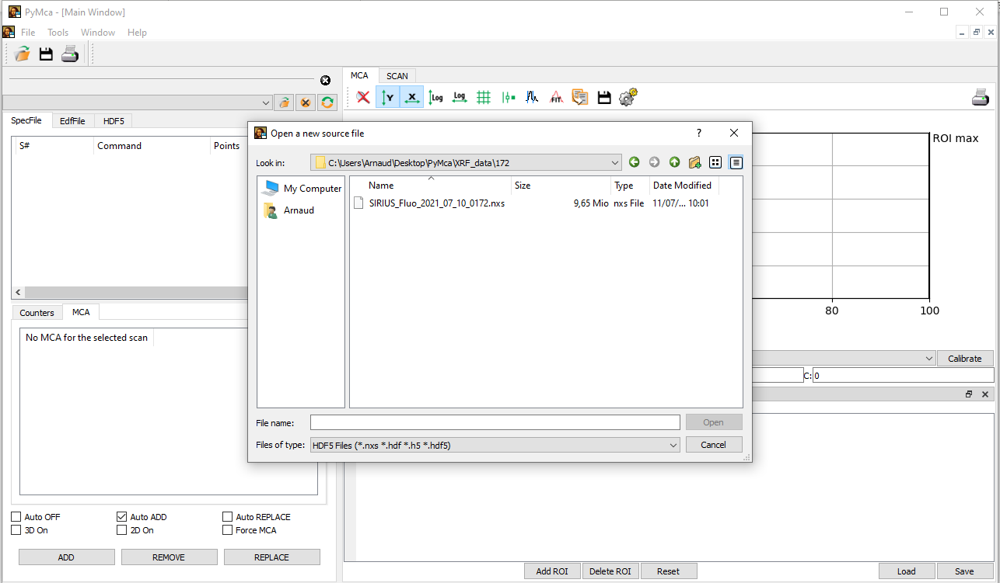 PyMca - [Main Window]
File Tools Window Help
MCA SCAN
Y X Log Log FIT
SpecFile EdfFile HDF5
S# Command Points
Open a new source file ?
Look in: C:\Users\Arnaud\Desktop\PyMca\XRF_data\172
My Computer
Arnaud
Name Size Type Date Modified
SIRIUS_Fluo_2021_07_10_0172.nxs 9,65 Mio nxs File 11/07/... 10:01
File name: Open
Files of type: HDF5 Files (*.nxs *.hdf *.h5 *.hdf5) Cancel
ROI max
80 100
Calibrate
C: 0
Counters MCA
No MCA for the selected scan
Auto OFF Auto ADD Auto REPLACE
3D On 2D On Force MCA
ADD REMOVE REPLACE
Add ROI Delete ROI Reset Load Save